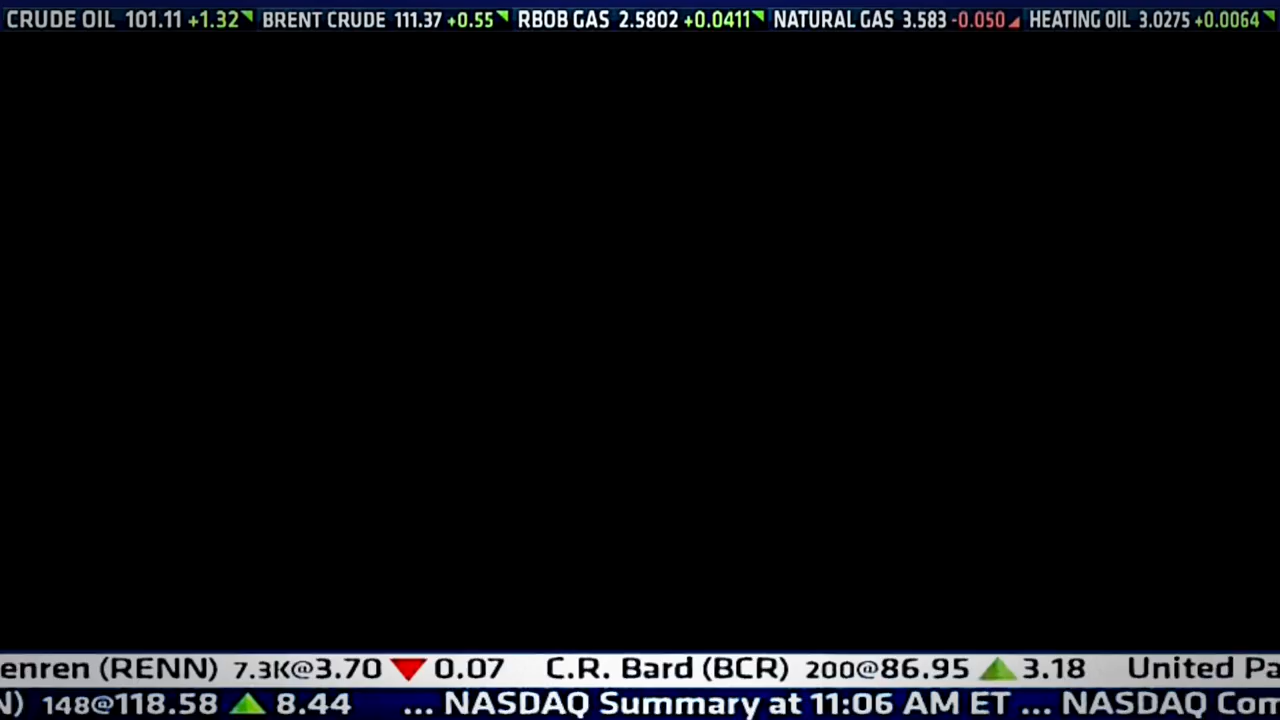 CRUDE OIL 101.11 +1.32 BRENT CRUDE 111.37 +0.55 RBOB GAS 2.5802 +0.0411 NATURAL GAS 3.583 -0.050 HEATING OIL 3.0275 +0.0064
enren (RENN) 7.3K@3.70 ▼ 0.07 C.R. Bard (BCR) 200@86.95 ▲ 3.18 United Pa
N) 148@118.58 ▲ 8.44 ... NASDAQ Summary at 11:06 AM ET ... NASDAQ Com